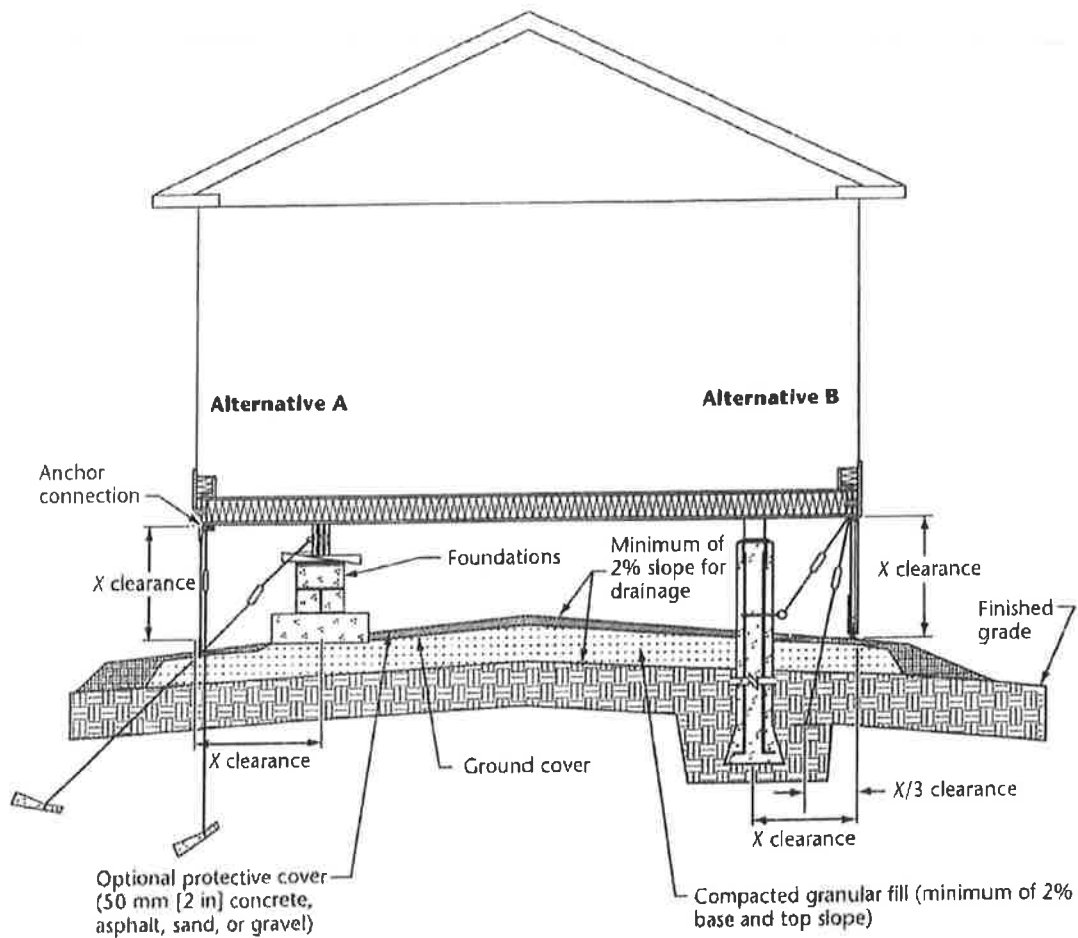 Alternative A
Alternative B
Anchor
connection
X clearance
Foundations
Minimum of
2% slope for
drainage
X clearance
Finished
grade
X clearance
Ground cover
X/3 clearance
X clearance
Optional protective cover
(50 mm [2 in] concrete,
asphalt, sand, or gravel)
Compacted granular fill (minimum of 2%
base and top slope)